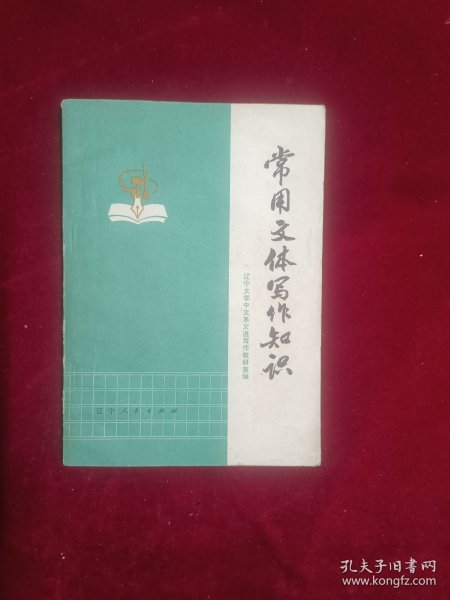 常用文体写作知识
辽宁大学中文系文选写作教研室编
辽宁人民出版社
孔夫子旧书网
www.kongfz.com